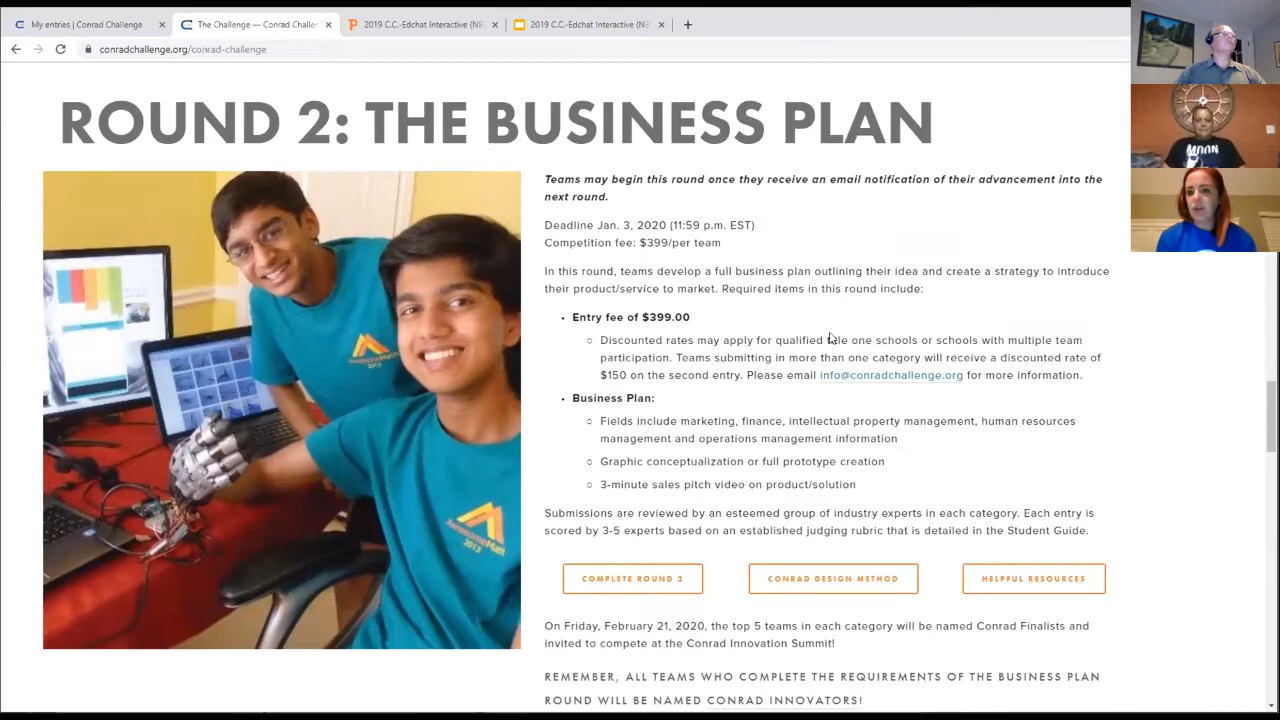 My entries | Conrad Challenge
The Challenge — Conrad Challe
2019 C.C.-Edchat Interactive (N
2019 C.C.-Edchat Interactive (N
conradchallenge.org/conrad-challenge
ROUND 2: THE BUSINESS PLAN
Teams may begin this round once they receive an email notification of their advancement into the
next round.
Deadline Jan. 3, 2020 (11:59 p.m. EST)
Competition fee: $399/per team
In this round, teams develop a full business plan outlining their idea and create a strategy to introduce
their product/service to market. Required items in this round include:
• Entry fee of $399.00
○ Discounted rates may apply for qualified title one schools or schools with multiple team
participation. Teams submitting in more than one category will receive a discounted rate of
$150 on the second entry. Please email info@conradchallenge.org for more information.
• Business Plan:
○ Fields include marketing, finance, intellectual property management, human resources
management and operations management information
○ Graphic conceptualization or full prototype creation
○ 3-minute sales pitch video on product/solution
Submissions are reviewed by an esteemed group of industry experts in each category. Each entry is
scored by 3-5 experts based on an established judging rubric that is detailed in the Student Guide.
COMPLETE ROUND 2
CONRAD DESIGN METHOD
HELPFUL RESOURCES
On Friday, February 21, 2020, the top 5 teams in each category will be named Conrad Finalists and
invited to compete at the Conrad Innovation Summit!
REMEMBER, ALL TEAMS WHO COMPLETE THE REQUIREMENTS OF THE BUSINESS PLAN
ROUND WILL BE NAMED CONRAD INNOVATORS!
AwesomeMath
2013
AwesomeMath
2013
MOON